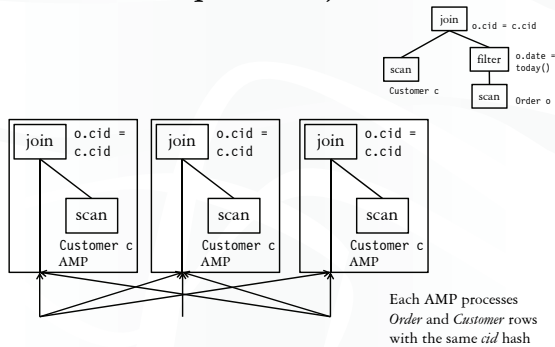 join
o.cid = c.cid
scan
filter
o.date =
today()
Customer c
scan
Order o
join
o.cid =
c.cid
scan
Customer c
AMP
join
o.cid =
c.cid
scan
Customer c
AMP
join
o.cid =
c.cid
scan
Customer c
AMP
Each AMP processes
Order and Customer rows
with the same cid hash